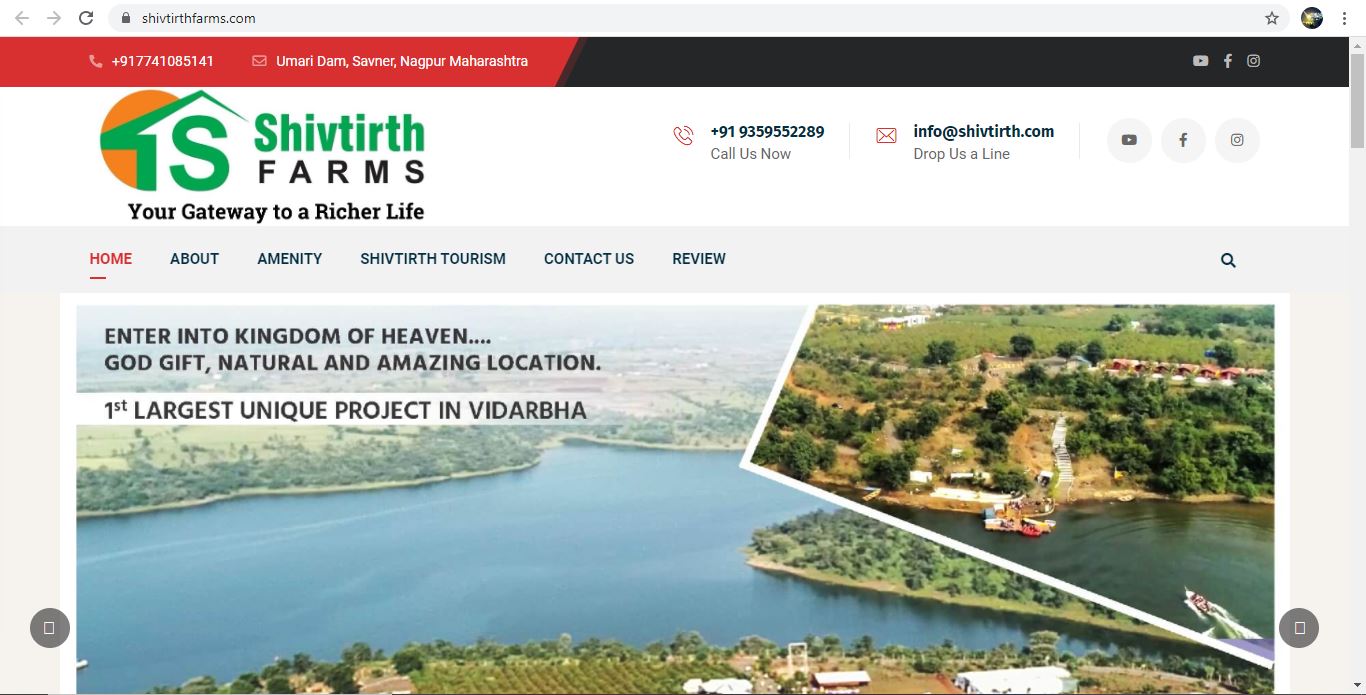 shivtirthfarms.com
+917741085141
Umari Dam, Savner, Nagpur Maharashtra
Shivtirth
FARMS
Your Gateway to a Richer Life
+91 9359552289
Call Us Now
info@shivtirth.com
Drop Us a Line
HOME
ABOUT
AMENITY
SHIVTIRTH TOURISM
CONTACT US
REVIEW
ENTER INTO KINGDOM OF HEAVEN....
GOD GIFT, NATURAL AND AMAZING LOCATION.
1st LARGEST UNIQUE PROJECT IN VIDARBHA